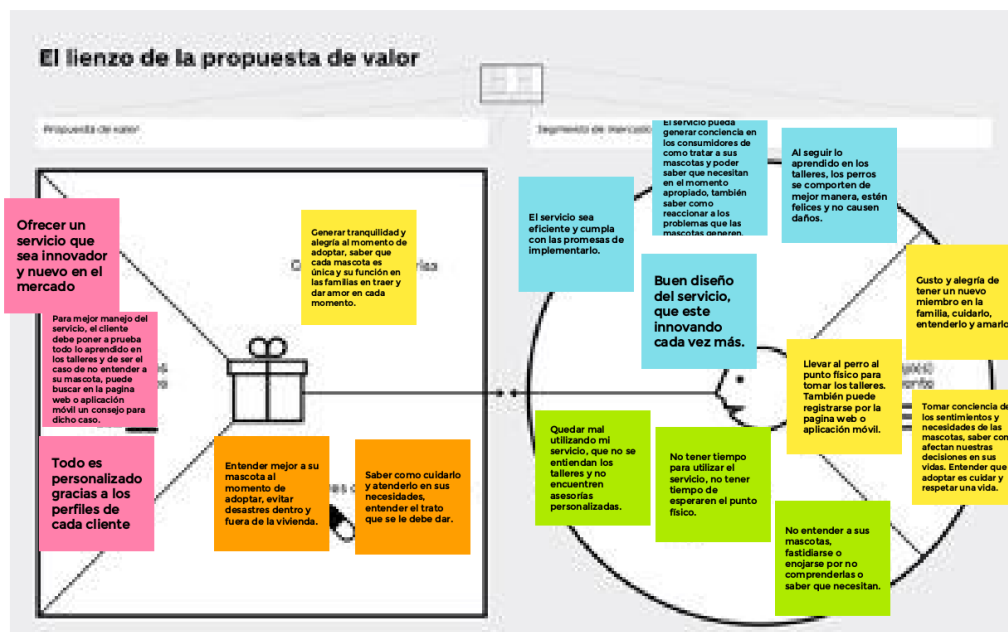 El lienzo de la propuesta de valor
Propuesta de valor
Segmento de mercado
Ofrecer un
servicio que
sea innovador
y nuevo en el
mercado
Para mejor manejo del
servicio, el cliente
debe poner a prueba
todo lo aprendido en
los talleres y de ser el
caso de no entender a
su mascota, puede
buscar en la pagina
web o aplicación
móvil un consejo para
dicho caso.
Todo es
personalizado
gracias a los
perfiles de
cada cliente
Generar tranquilidad y
alegría al momento de
adoptar, saber que
cada mascota es
única y su función en
las familias en traer y
dar amor en cada
momento.
Entender mejor a su
mascota al
momento de
adoptar, evitar
desastres dentro y
fuera de la vivienda.
Saber como cuidarlo
y atenderlo en sus
necesidades,
entender el trato
que se le debe dar.
El servicio sea
eficiente y cumpla
con las promesas de
implementarlo.
El servicio pueda
generar conciencia en
los consumidores de
como tratar a sus
mascotas y poder
saber que necesitan
en el momento
apropiado, también
saber como
reaccionar a los
problemas que las
mascotas generen.
Al seguir lo
aprendido en los
talleres, los perros
se comporten de
mejor manera, estén
felices y no causen
daños.
Buen diseño
del servicio,
que este
innovando
cada vez más.
Gusto y alegría de
tener un nuevo
miembro en la
familia, cuidarlo,
entenderlo y amarlo
Llevar al perro al
punto físico para
tomar los talleres.
También puede
registrarse por la
pagina web o
aplicación móvil.
Tomar conciencia de
los sentimientos y
necesidades de las
mascotas, saber com
afectan nuestras
decisiones en sus
vidas. Entender que
adoptar es cuidar y
respetar una vida.
Quedar mal
utilizando mi
servicio, que no se
entiendan los
talleres y no
encuentren
asesorías
personalizadas.
No tener tiempo
para utilizar el
servicio, no tener
tiempo de
esperaren el punto
físico.
No entender a sus
mascotas,
fastidiarse o
enojarse por no
comprenderlas o
saber que necesitan.